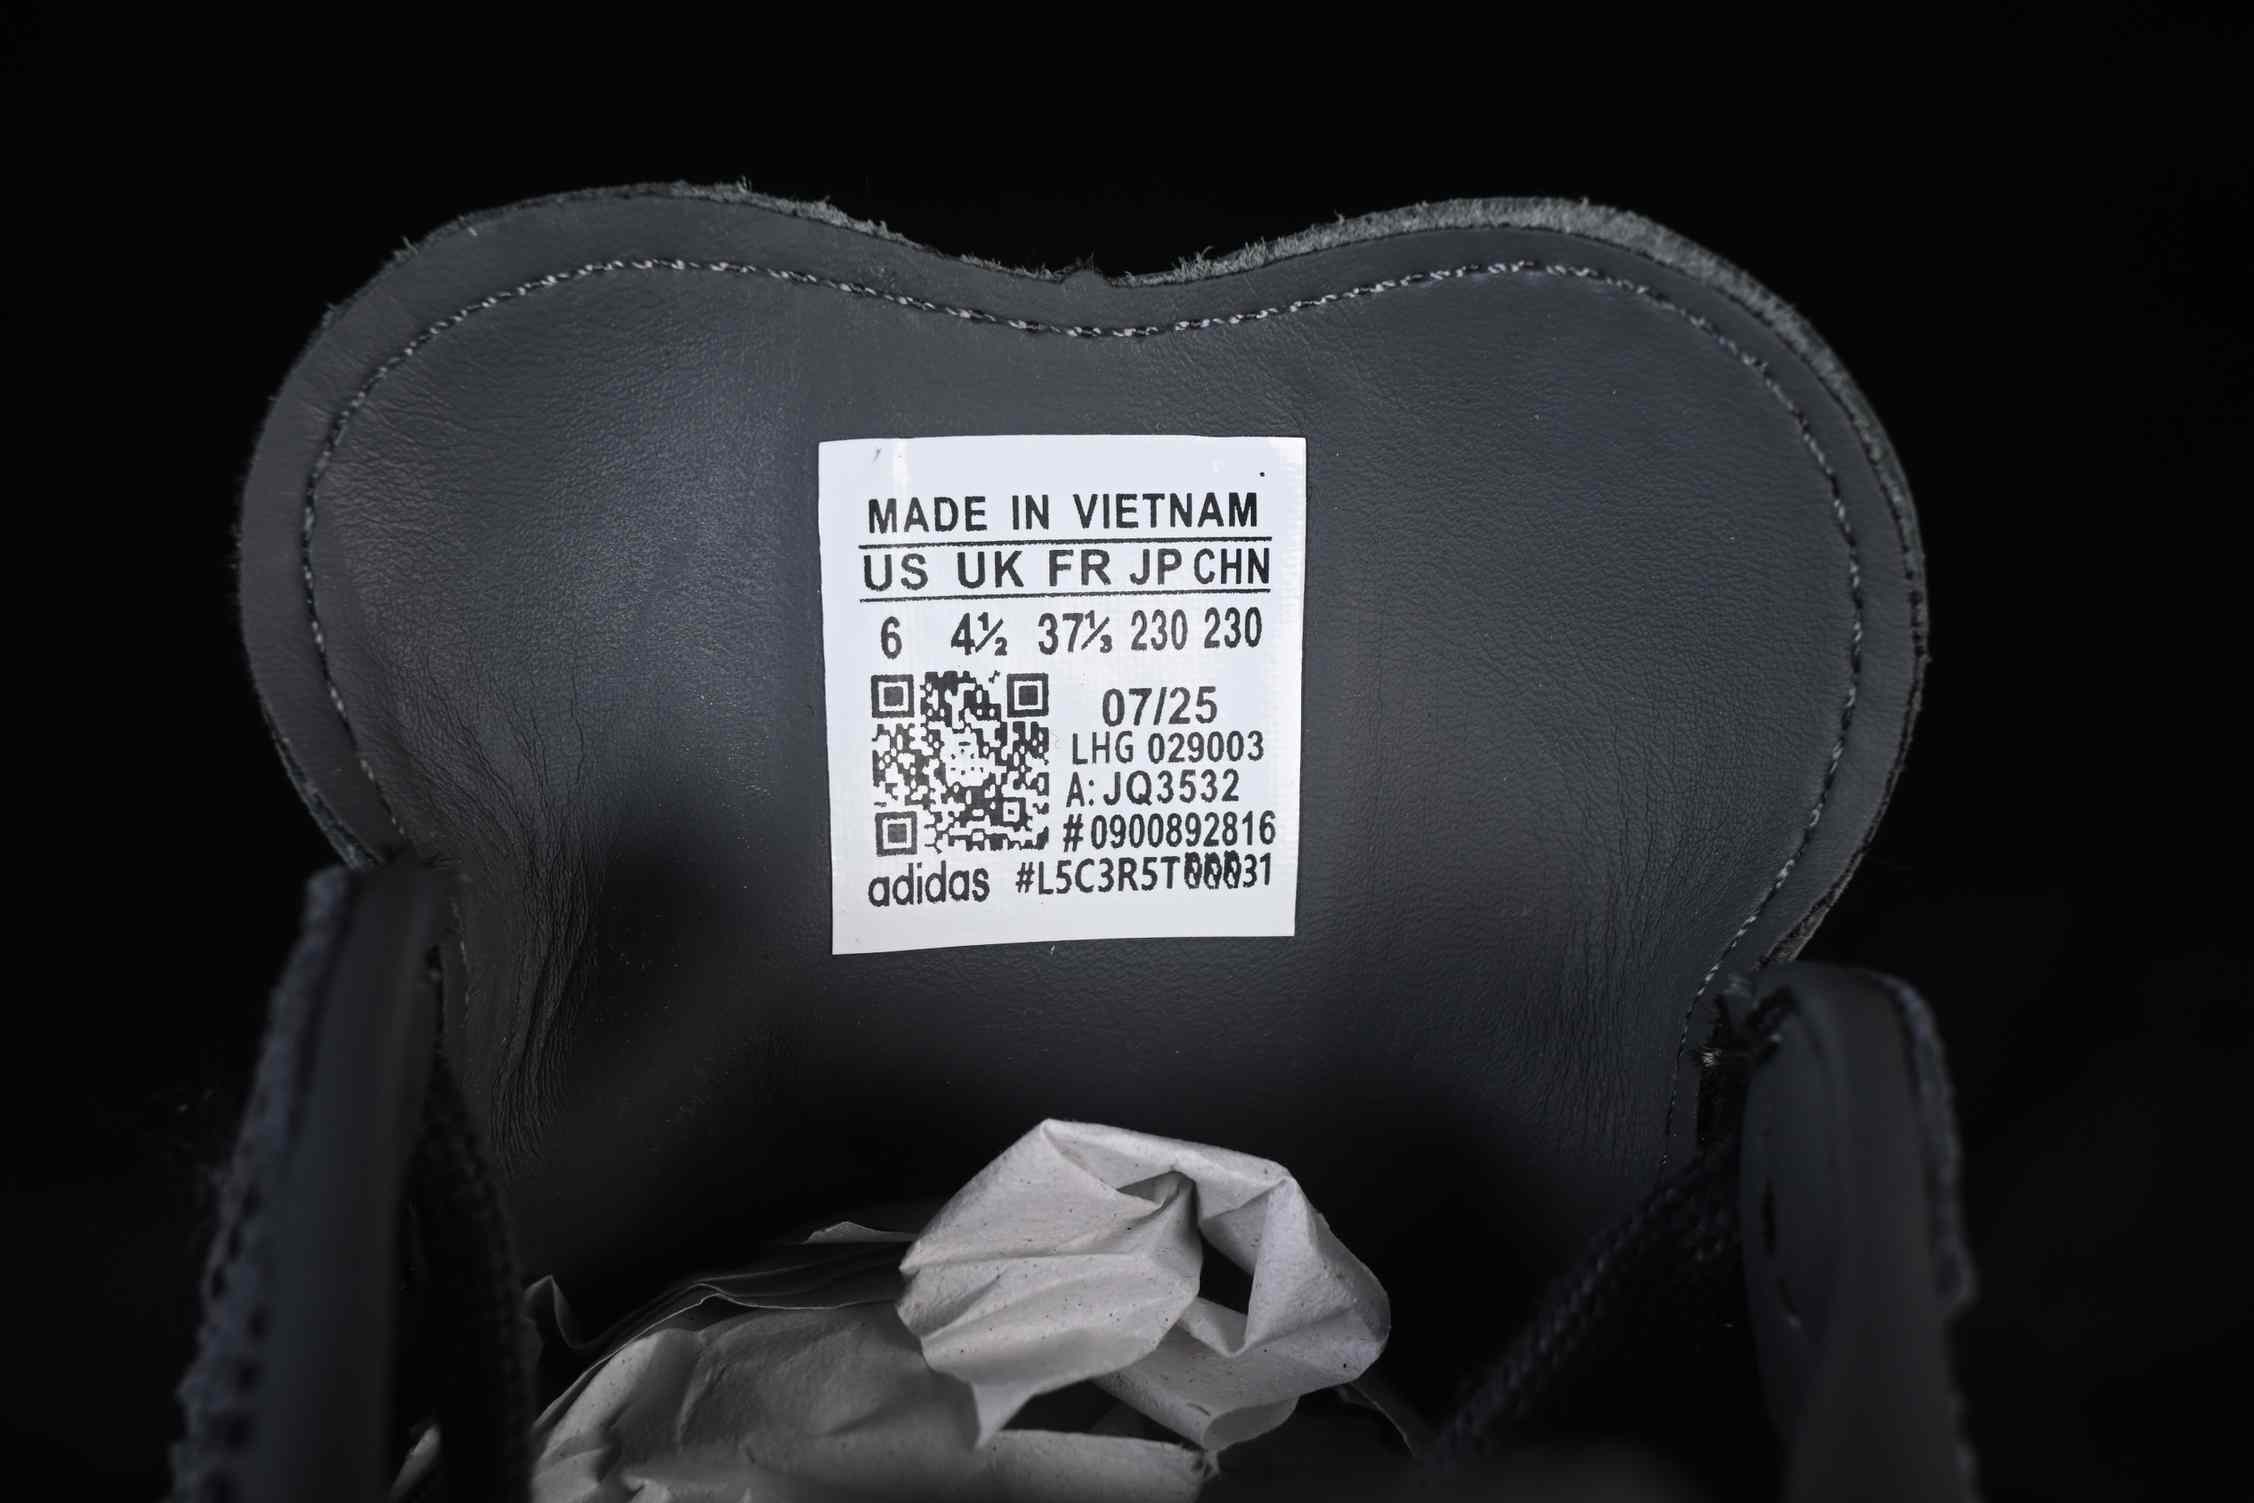 MADE IN VIETNAM
US UK FR JP CHN
6 4½ 37⅓ 230 230
07/25
LHG 029003
A: JQ3532
#0900892816
adidas